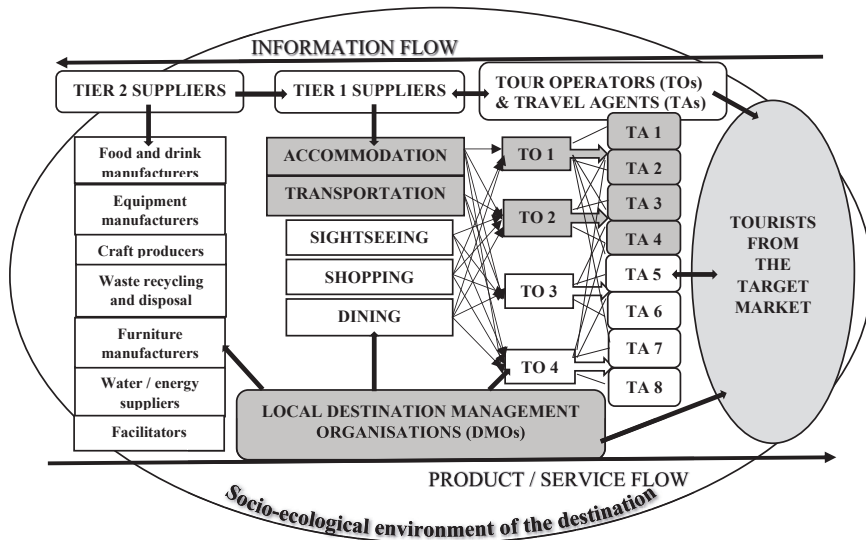 INFORMATION FLOW
TIER 2 SUPPLIERS
TIER 1 SUPPLIERS
TOUR OPERATORS (TOs)
& TRAVEL AGENTS (TAs)
Food and drink
manufacturers
Equipment
manufacturers
Craft producers
Waste recycling
and disposal
Furniture
manufacturers
Water / energy
suppliers
Facilitators
ACCOMMODATION
TRANSPORTATION
SIGHTSEEING
SHOPPING
DINING
TO 1
TO 2
TO 3
TO 4
TA 1
TA 2
TA 3
TA 4
TA 5
TA 6
TA 7
TA 8
TOURISTS
FROM
THE
TARGET
MARKET
LOCAL DESTINATION MANAGEMENT
ORGANISATIONS (DMOs)
PRODUCT / SERVICE FLOW
Socio-ecological environment of the destination